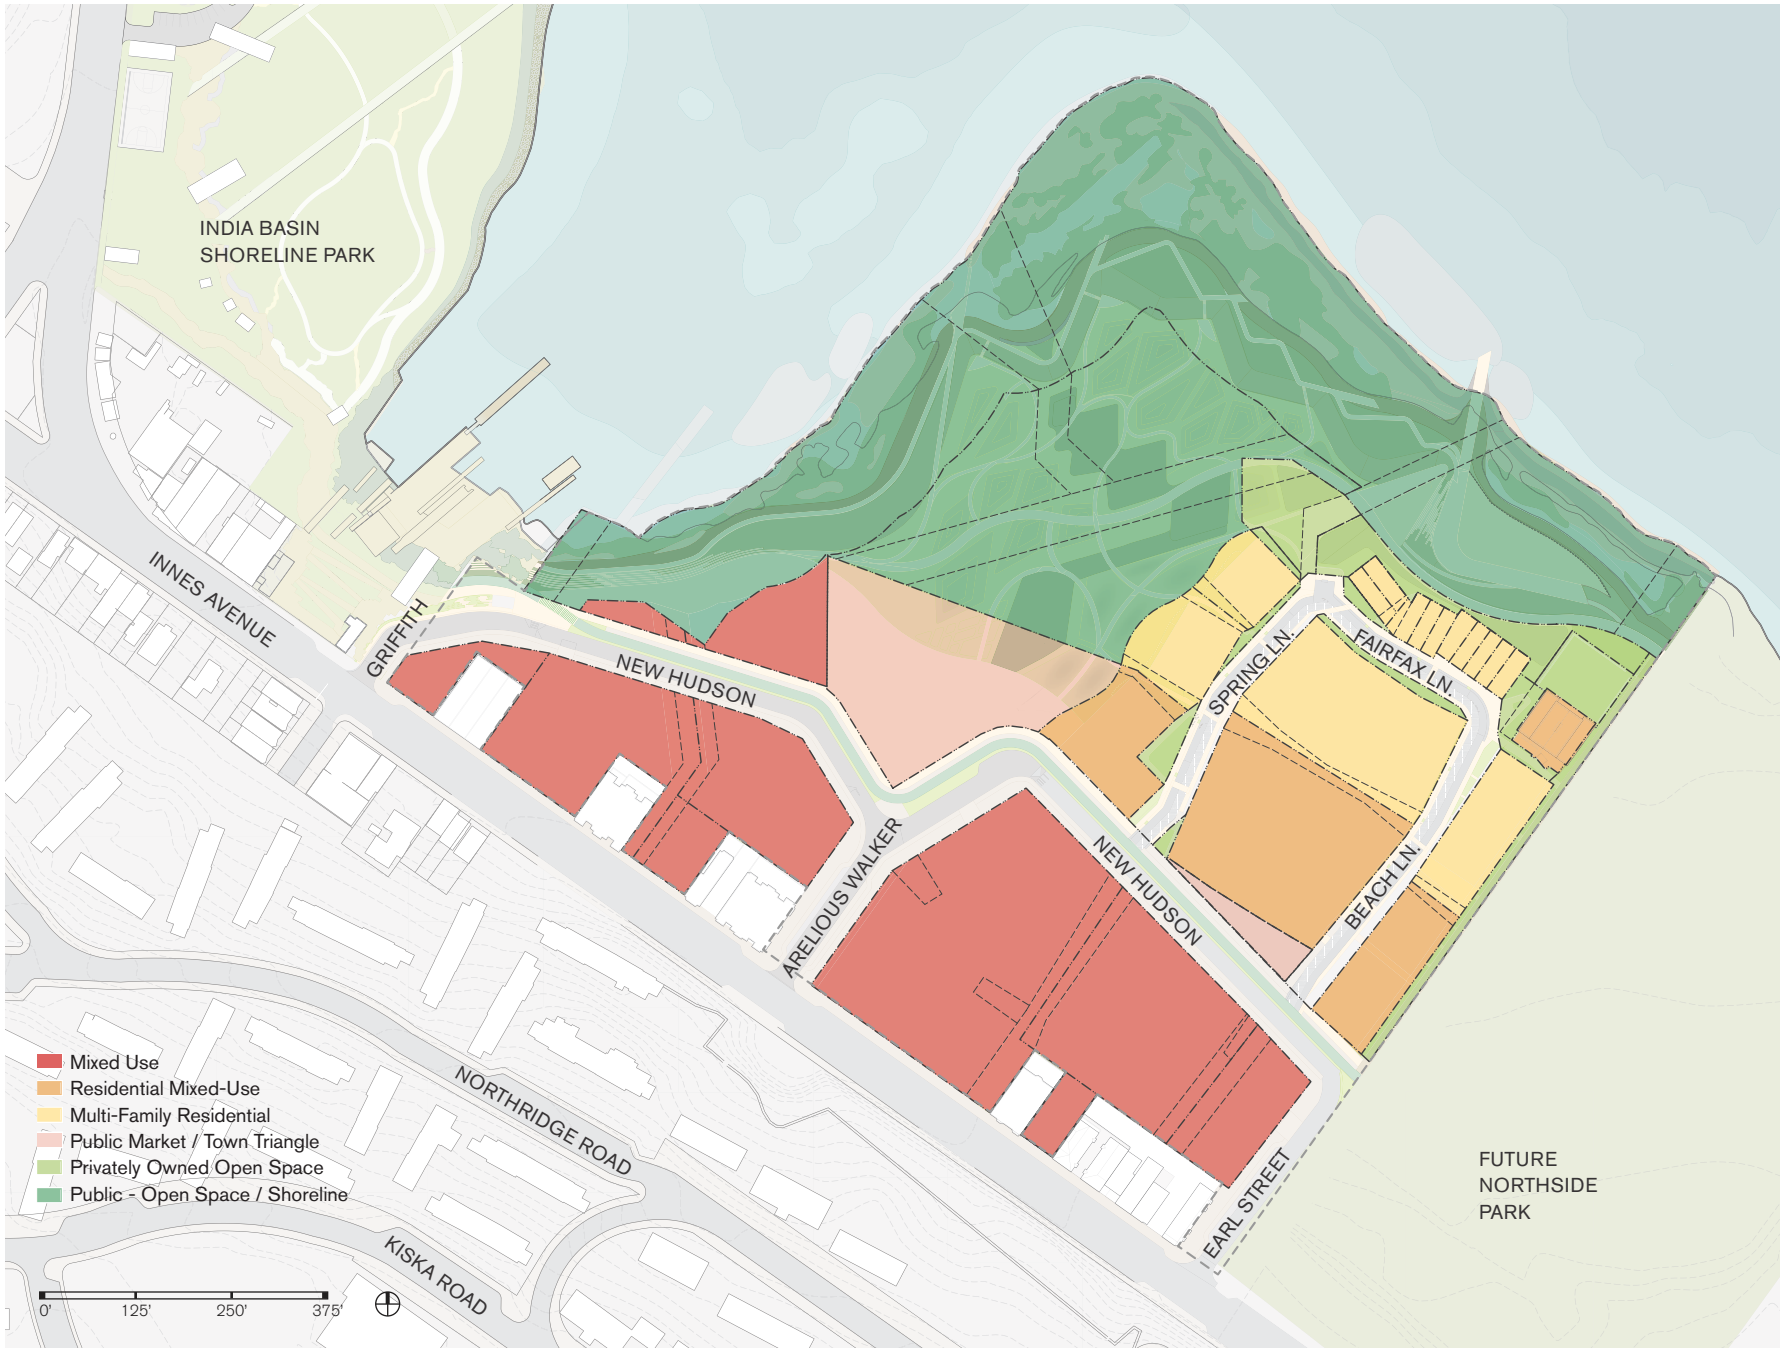 INDIA BASIN
SHORELINE PARK
INNES AVENUE
GRIFFITH
NEW HUDSON
SPRING LN.
FAIRFAX LN.
ARELIOUS WALKER
NEW HUDSON
BEACH LN.
Mixed Use
Residential Mixed-Use
Multi-Family Residential
Public Market / Town Triangle
Privately Owned Open Space
Public - Open Space / Shoreline
NORTHRIDGE ROAD
KISKA ROAD
EARL STREET
FUTURE
NORTHSIDE
PARK
0' 125' 250' 375'